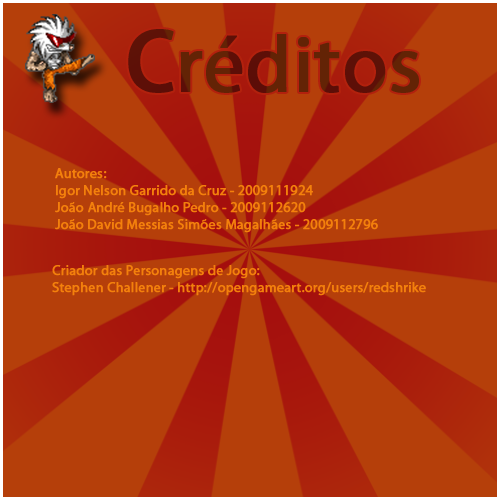 Créditos
Autores:
Igor Nelson Garrido da Cruz - 2009111924
João André Bugalho Pedro - 2009112620
João David Messias Simões Magalhães - 2009112796
Criador das Personagens de Jogo:
Stephen Challener - http://opengameart.org/users/redshrike